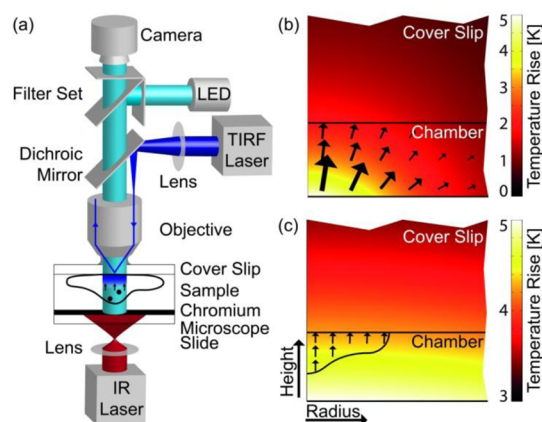 (a)
Camera
Filter Set
LED
Dichroic
Mirror
TIRF
Laser
Lens
Objective
Cover Slip
Sample
Chromium
Microscope
Slide
Lens
IR
Laser
(b)
Cover Slip
Chamber
5
4
3
2
1
0
Temperature Rise [K]
(c)
Cover Slip
Chamber
Height
Radius
5
4
3
Temperature Rise [K]